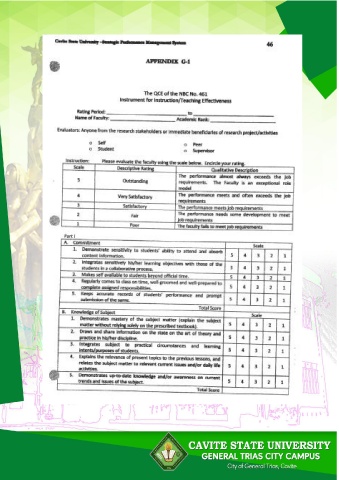 Cavite State University -Strategic Performance Management System
46
APPENDIX G-1
The QCE of the NBC No. 461
Instrument for Instruction/Teaching Effectiveness
Rating Period: to
Name of Faculty: Academic Rank:
Evaluators: Anyone from the research stakeholders or immediate beneficiaries of research project/activities
o Self o Peer
o Student o Supervisor
Instruction: Please evaluate the faculty using the scale below. Encircle your rating.
Scale Descriptive Rating Qualitative Description
5 Outstanding The performance almost always exceeds the job
requirements. The faculty is an exceptional role
model
4 Very Satisfactory The performance meets and often exceeds the job
requirements
3 Satisfactory The performance meets job requirements
2 Fair The performance needs some development to meet
job requirements
1 Poor The faculty fails to meet job requirements
Part I
A. Commitment Scale
1. Demonstrate sensitivity to students' ability to attend and absorb
content information. 5 4 3 2 1
2. Integrates sensitively his/her learning objectives with those of the
students in a collaborative process. 5 4 3 2 1
3. Makes self available to students beyond official time. 5 4 3 2 1
4. Regularly comes to class on time, well-groomed and well-prepared to
complete assigned responsibilities. 5 4 3 2 1
5. Keeps accurate records of students' performance and prompt
submission of the same. 5 4 3 2 1
Total Score
B. Knowledge of Subject Scale
1. Demonstrates mastery of the subject matter (explain the subject
matter without relying solely on the prescribed textbook). 5 4 3 2 1
2. Draws and share information on the state on the art of theory and
practice in his/her discipline. 5 4 3 2 1
3. Integrates subject to practical circumstances and learning
intents/purposes of students. 5 4 3 2 1
4. Explains the relevance of present topics to the previous lessons, and
relates the subject matter to relevant current issues and/or daily life
activities. 5 4 3 2 1
5. Demonstrates up-to-date knowledge and/or awareness on current
trends and issues of the subject. 5 4 3 2 1
Total Score
CAVITE STATE UNIVERSITY
GENERAL TRIAS CITY CAMPUS
City of General Trias, Cavite